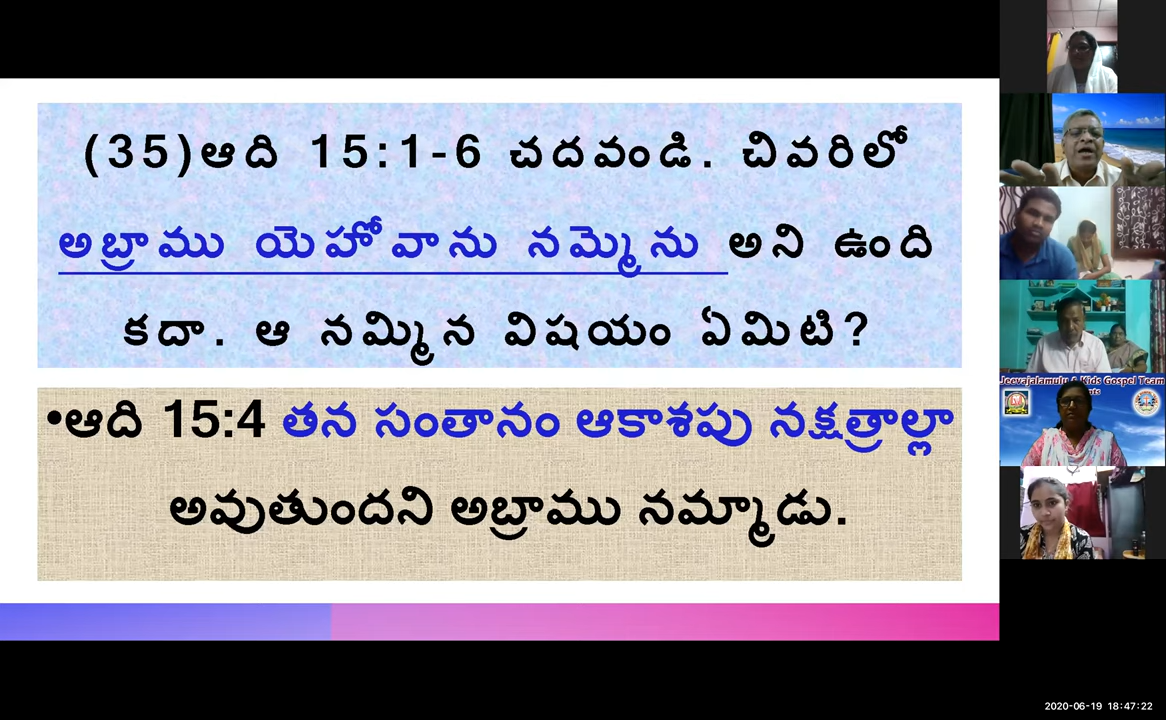 (35)ఆది 15:1-6 చదవండి. చివరిలో
అబ్రాము యెహోవాను నమ్మెను అని ఉంది
కదా. ఆ నమ్మిన విషయం ఏమిటి?
•ఆది 15:4 తన సంతానం ఆకాశపు నక్షత్రాల్లా
అవుతుందని అబ్రాము నమ్మాడు.
Jeevajalamulu & Kids Gospel Team
2020-06-19 18:47:22